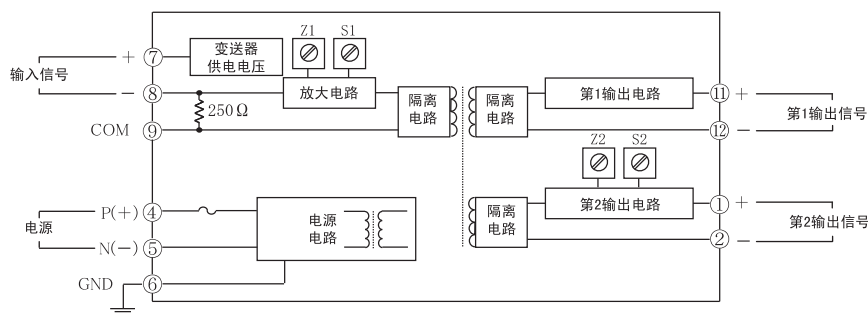 Z1
S1
变送器
供电电压
＋
⑦
输入信号
－
⑧
放大电路
250Ω
COM
⑨
隔离
电路
隔离
电路
第1输出电路
⑪
＋
第1输出信号
⑫
－
Z2
S2
P(+)
④
电源
N(−)
⑤
电源
电路
GND
⑥
隔离
电路
第2输出电路
①
＋
第2输出信号
②
－